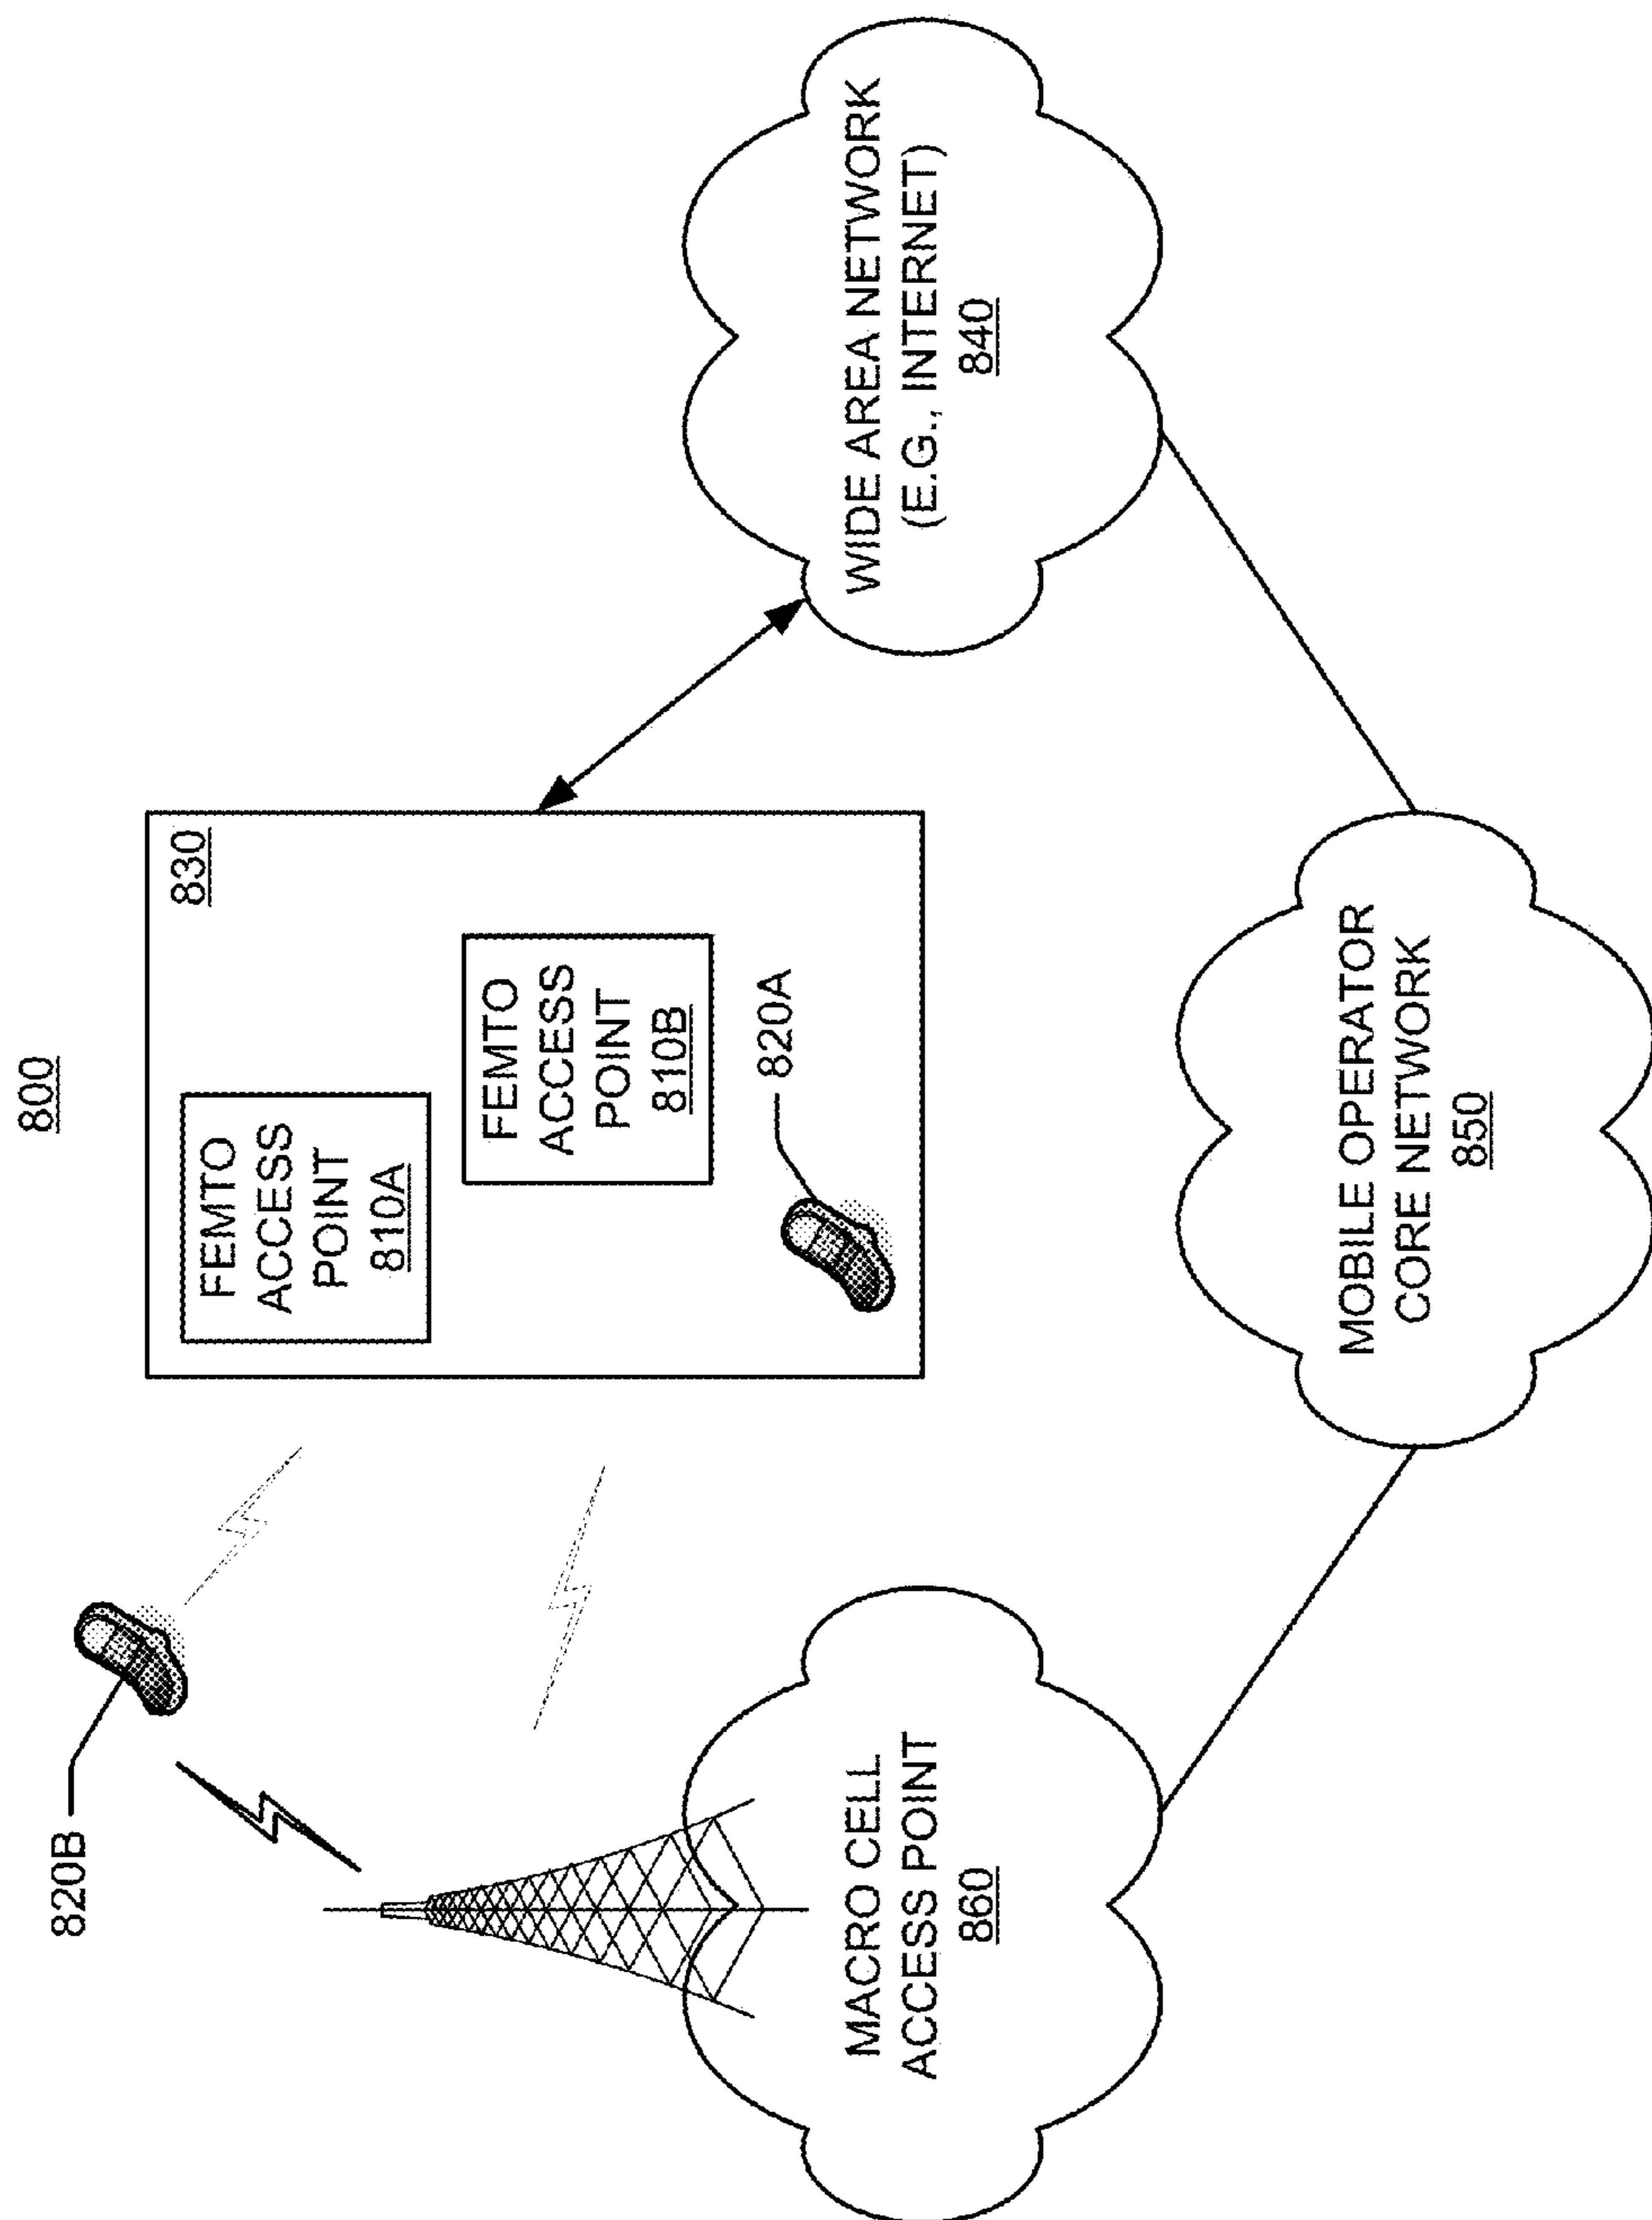 800
820B
FEMTO
ACCESS
POINT
810A
830
FEMTO
ACCESS
POINT
810B
820A
MACRO CELL
ACCESS POINT
860
WIDE AREA NETWORK
(E.G., INTERNET)
840
MOBILE OPERATOR
CORE NETWORK
850